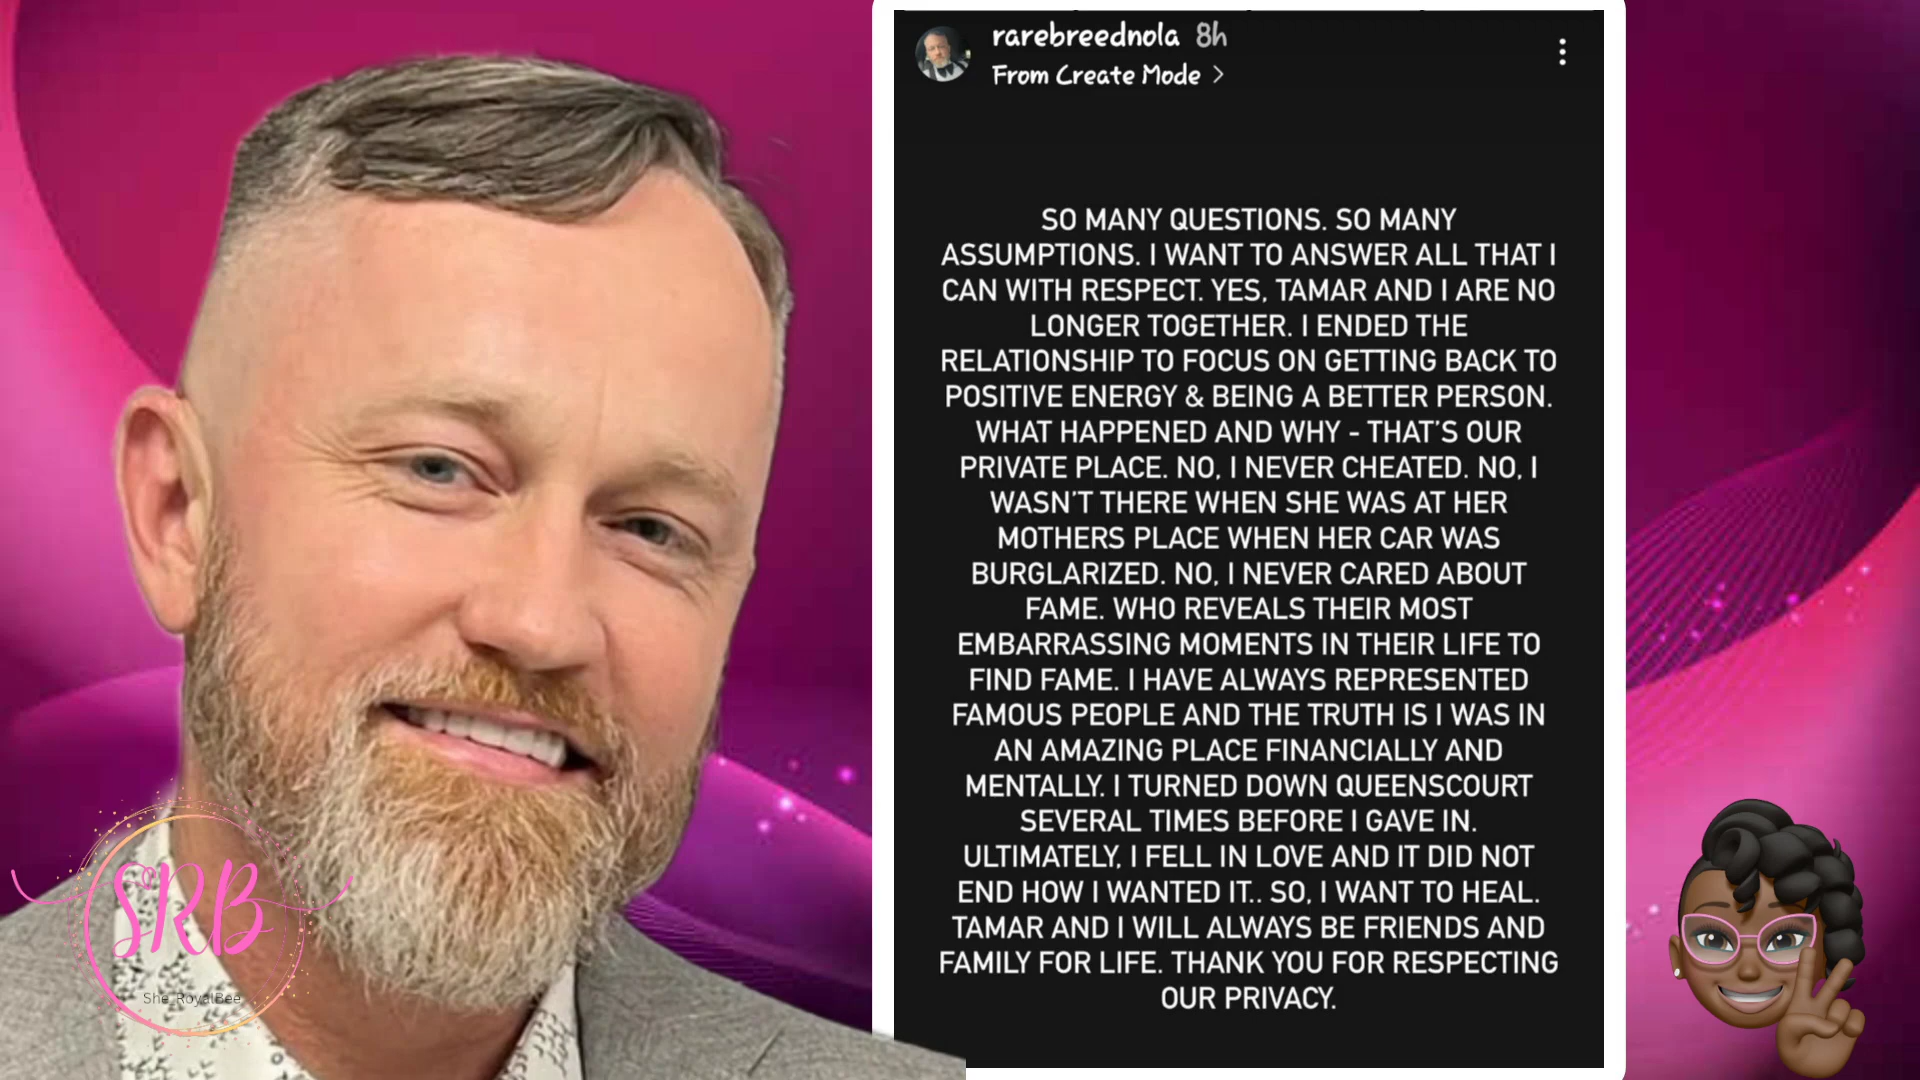 rarebreednola 8h
From Create Mode >
SO MANY QUESTIONS. SO MANY
ASSUMPTIONS. I WANT TO ANSWER ALL THAT I
CAN WITH RESPECT. YES, TAMAR AND I ARE NO
LONGER TOGETHER. I ENDED THE
RELATIONSHIP TO FOCUS ON GETTING BACK TO
POSITIVE ENERGY & BEING A BETTER PERSON.
WHAT HAPPENED AND WHY - THAT'S OUR
PRIVATE PLACE. NO, I NEVER CHEATED. NO, I
WASN'T THERE WHEN SHE WAS AT HER
MOTHERS PLACE WHEN HER CAR WAS
BURGLARIZED. NO, I NEVER CARED ABOUT
FAME. WHO REVEALS THEIR MOST
EMBARRASSING MOMENTS IN THEIR LIFE TO
FIND FAME. I HAVE ALWAYS REPRESENTED
FAMOUS PEOPLE AND THE TRUTH IS I WAS IN
AN AMAZING PLACE FINANCIALLY AND
MENTALLY. I TURNED DOWN QUEENSCOURT
SEVERAL TIMES BEFORE I GAVE IN.
ULTIMATELY, I FELL IN LOVE AND IT DID NOT
END HOW I WANTED IT.. SO, I WANT TO HEAL.
TAMAR AND I WILL ALWAYS BE FRIENDS AND
FAMILY FOR LIFE. THANK YOU FOR RESPECTING
OUR PRIVACY.
SRB
She_RoyalBee